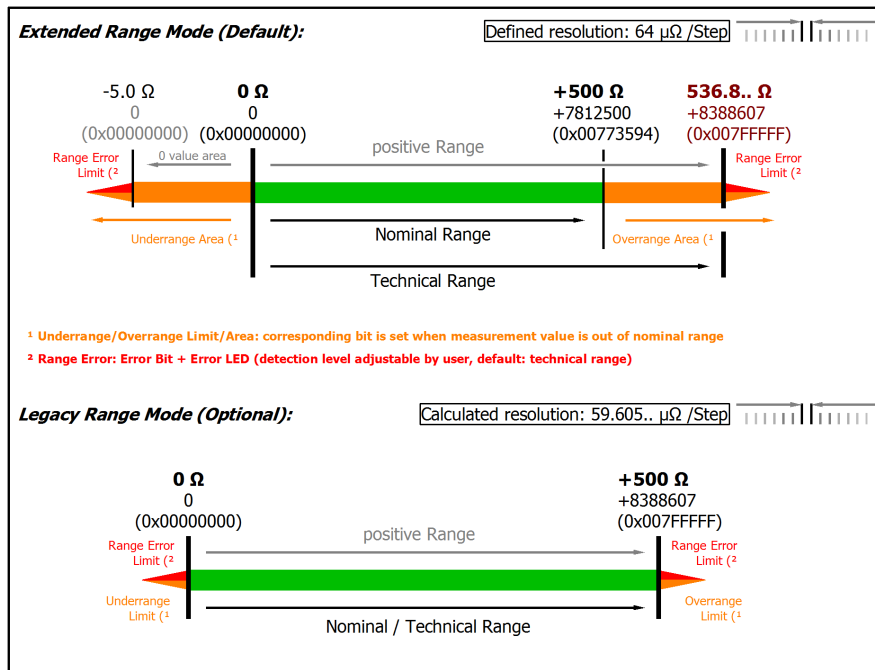 Extended Range Mode (Default):
Defined resolution: 64 µΩ /Step
-5.0 Ω
0
(0x00000000)
0 Ω
0
(0x00000000)
+500 Ω
+7812500
(0x00773594)
536.8.. Ω
+8388607
(0x007FFFFF)
Range Error
Limit (²
0 value area
positive Range
Range Error
Limit (²
Underrange Area (¹
Nominal Range
Overrange Area (¹
Technical Range
¹ Underrange/Overrange Limit/Area: corresponding bit is set when measurement value is out of nominal range
² Range Error: Error Bit + Error LED (detection level adjustable by user, default: technical range)
Legacy Range Mode (Optional):
Calculated resolution: 59.605.. µΩ /Step
0 Ω
0
(0x00000000)
+500 Ω
+8388607
(0x007FFFFF)
Range Error
Limit (²
positive Range
Range Error
Limit (²
Underrange
Limit (¹
Overrange
Limit (¹
Nominal / Technical Range